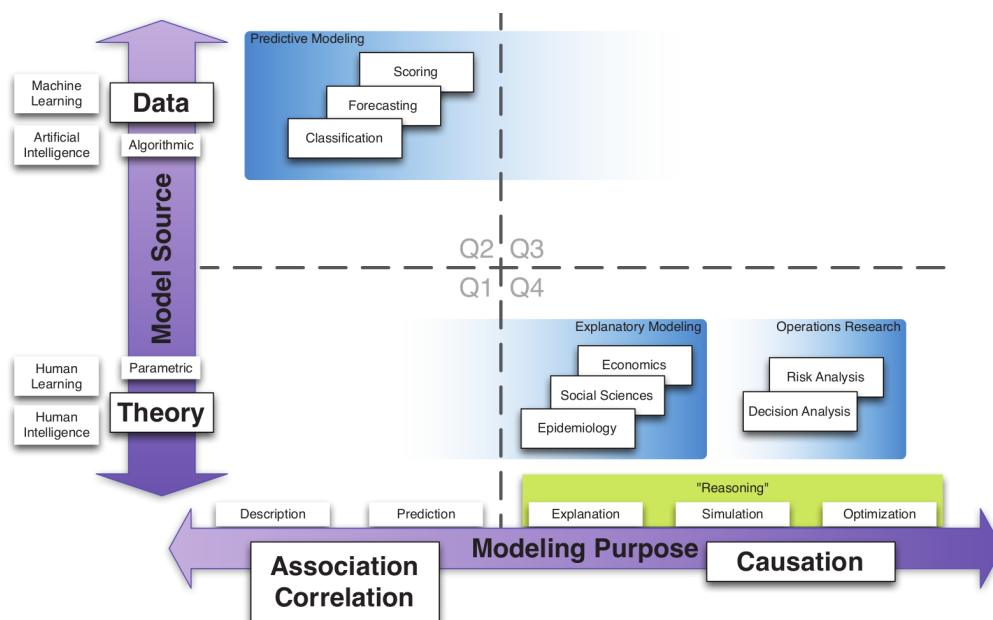 Predictive Modeling
Scoring
Forecasting
Classification
Machine
Learning
Data
Artificial
Intelligence
Algorithmic
Model Source
Q2
Q3
Q1
Q4
Human
Learning
Parametric
Human
Intelligence
Theory
Explanatory Modeling
Economics
Social Sciences
Epidemiology
Operations Research
Risk Analysis
Decision Analysis
"Reasoning"
Description
Prediction
Explanation
Simulation
Optimization
Modeling Purpose
Association
Correlation
Causation